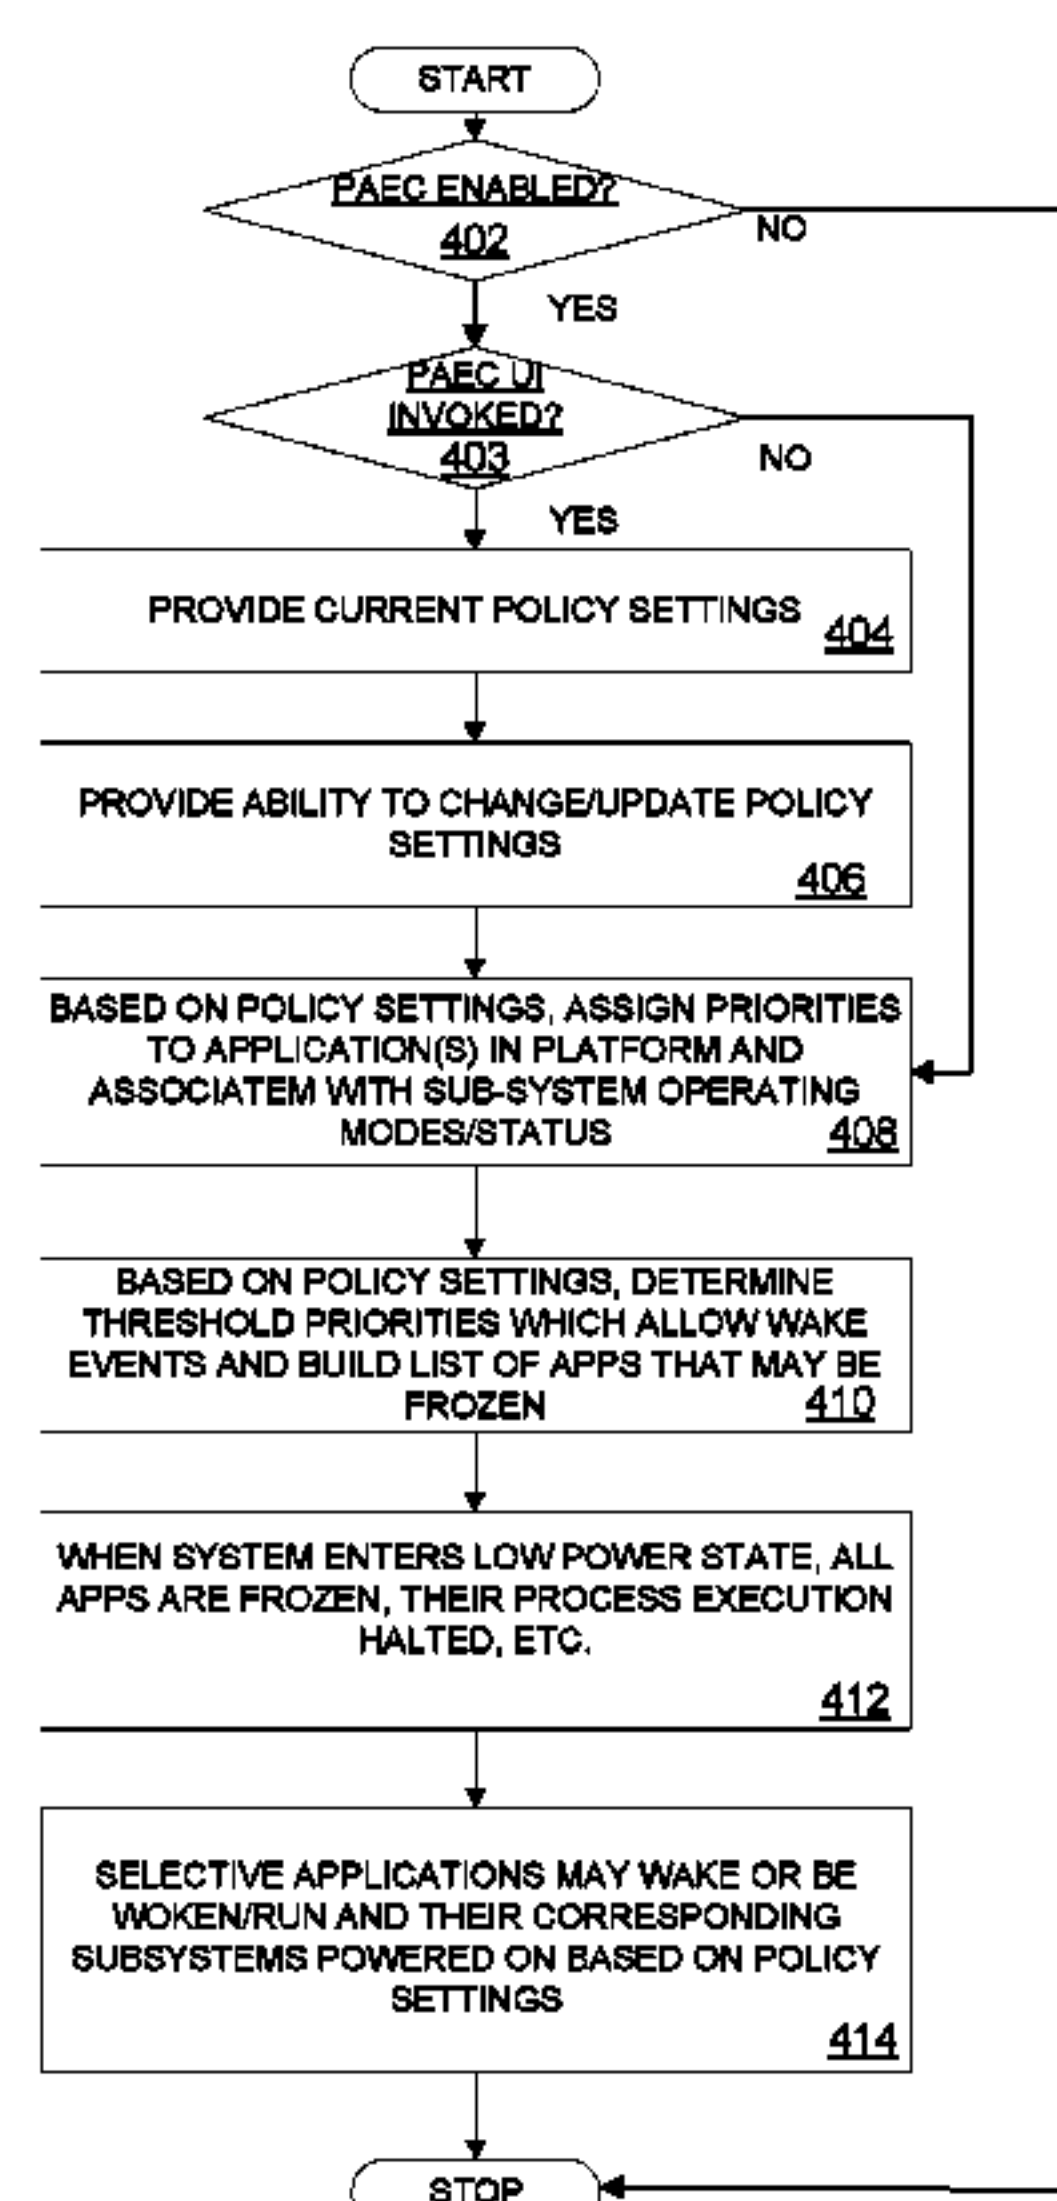 START
PAEC ENABLED?
402
NO
YES
PAEC UI
INVOKED?
403
NO
YES
PROVIDE CURRENT POLICY SETTINGS
404
PROVIDE ABILITY TO CHANGE/UPDATE POLICY
SETTINGS
406
BASED ON POLICY SETTINGS, ASSIGN PRIORITIES
TO APPLICATION(S) IN PLATFORM AND
ASSOCIATEM WITH SUB-SYSTEM OPERATING
MODES/STATUS
408
BASED ON POLICY SETTINGS, DETERMINE
THRESHOLD PRIORITIES WHICH ALLOW WAKE
EVENTS AND BUILD LIST OF APPS THAT MAY BE
FROZEN
410
WHEN SYSTEM ENTERS LOW POWER STATE, ALL
APPS ARE FROZEN, THEIR PROCESS EXECUTION
HALTED, ETC.
412
SELECTIVE APPLICATIONS MAY WAKE OR BE
WOKEN/RUN AND THEIR CORRESPONDING
SUBSYSTEMS POWERED ON BASED ON POLICY
SETTINGS
414
STOP